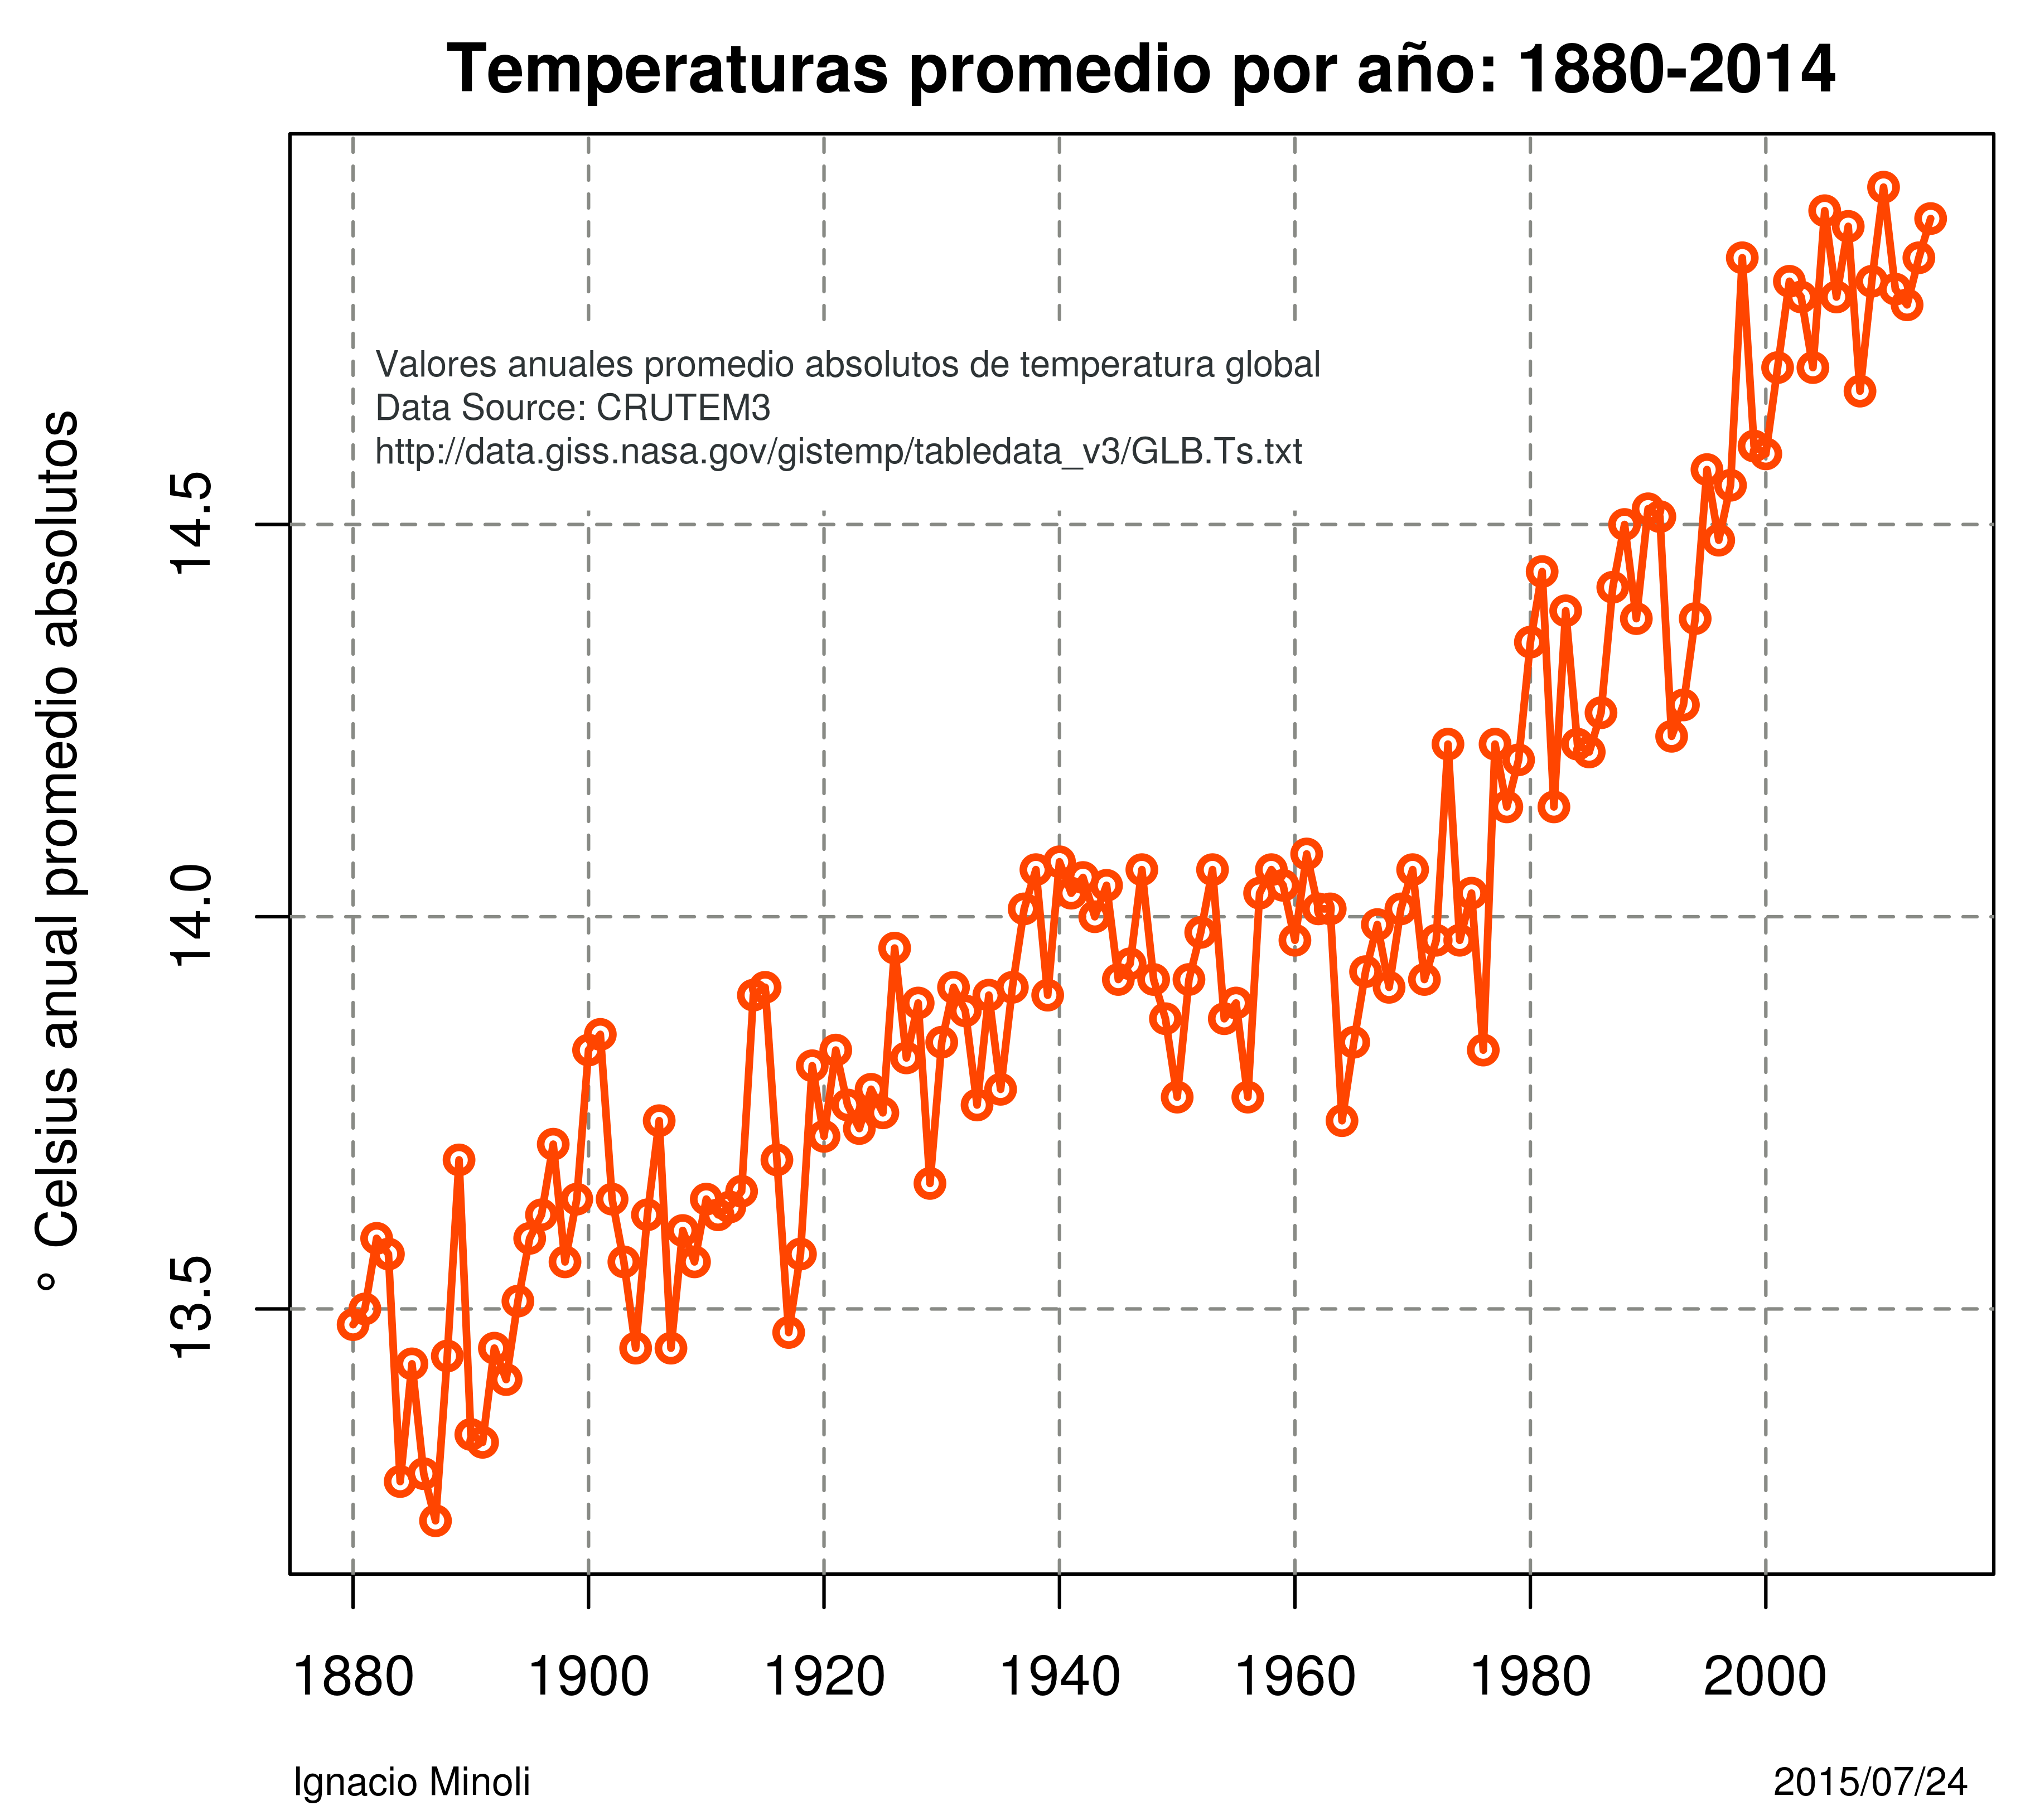 Temperaturas promedio por año: 1880-2014
Valores anuales promedio absolutos de temperatura global
Data Source: CRUTEM3
http://data.giss.nasa.gov/gistemp/tabledata_v3/GLB.Ts.txt
° Celsius anual promedio absolutos
14.5
14.0
13.5
1880 1900 1920 1940 1960 1980 2000
Ignacio Minoli 2015/07/24